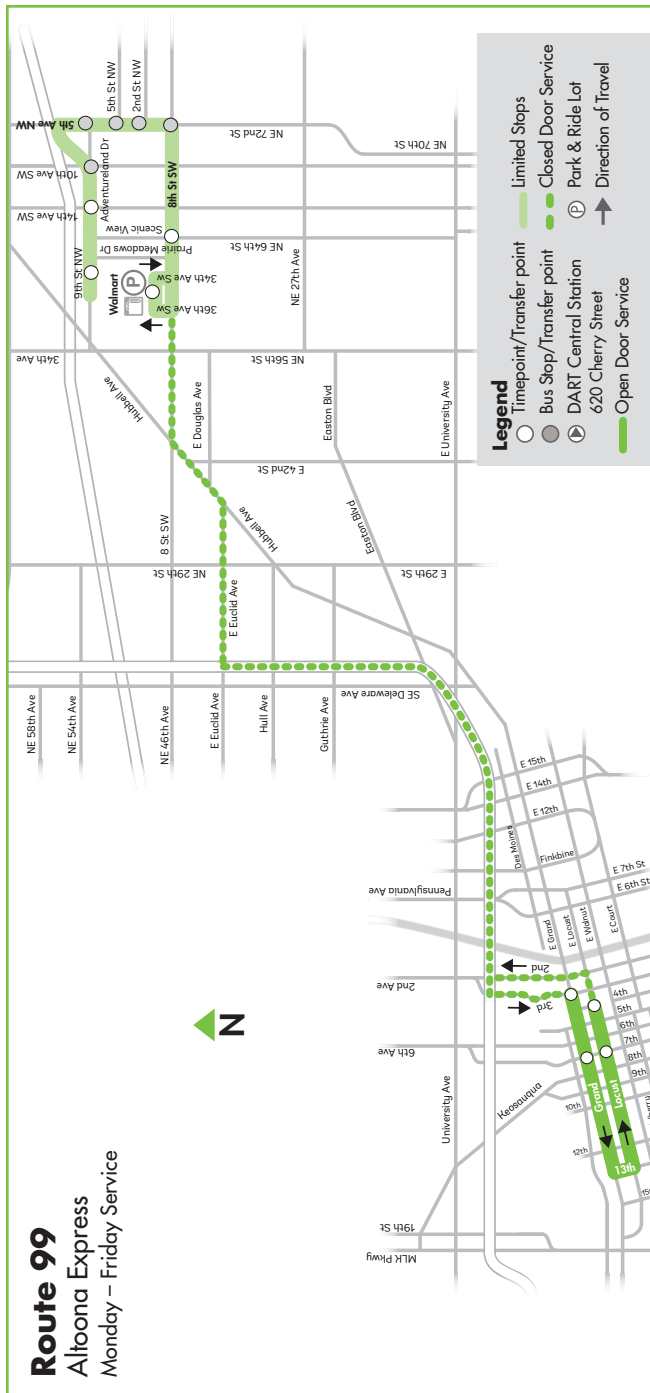 Route 99
Altoona Express
Monday – Friday Service
N
NE 58th Ave
NE 54th Ave
NE 46th Ave
E Euclid Ave
Hull Ave
Guthrie Ave
SE Deleware Ave
34th Ave
Hubbell Ave
8 St SW
E Douglas Ave
NE 29th St
E Euclid Ave
Hubbell Ave
E 42nd St
NE 56th St
Easton Blvd
Easton Blvd
E 29th St
E University Ave
9th St NW
14th Ave SW
10th Ave SW
5th Ave NW
Adventureland Dr
5th St NW
2nd St NW
Walmart
P
Prairie Meadows Dr
Scenic View
34th Ave Sw
36th Ave Sw
8th St SW
NE 72nd St
NE 64th St
NE 27th Ave
NE 70th St
MLK Pkwy
19th St
University Ave
Keosauqua
6th Ave
2nd Ave
Pennsylvania Ave
3rd
2nd
Des Moines
E Grand
E Locust
E Walnut
E Court
Finkbine
E 15th
E 14th
E 12th
E 7th St
E 6th St
4th
5th
6th
7th
8th
9th
10th
12th
13th
Grand
Locust
Legend
Timepoint/Transfer point
Bus Stop/Transfer point
DART Central Station
620 Cherry Street
Open Door Service
Limited Stops
Closed Door Service
P
Park & Ride Lot
Direction of Travel